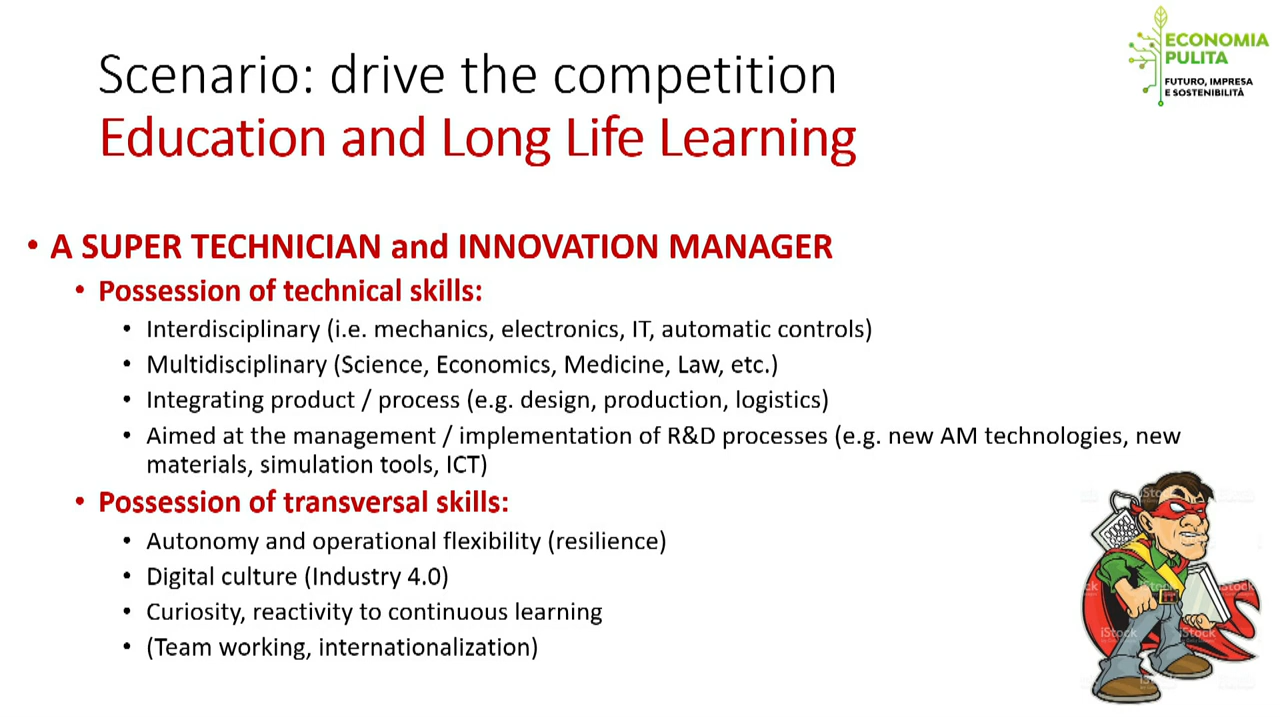 ECONOMIA
PULITA
FUTURO, IMPRESA
E SOSTENIBILITÀ
Scenario: drive the competition
Education and Long Life Learning
• A SUPER TECHNICIAN and INNOVATION MANAGER
• Possession of technical skills:
• Interdisciplinary (i.e. mechanics, electronics, IT, automatic controls)
• Multidisciplinary (Science, Economics, Medicine, Law, etc.)
• Integrating product / process (e.g. design, production, logistics)
• Aimed at the management / implementation of R&D processes (e.g. new AM technologies, new
materials, simulation tools, ICT)
• Possession of transversal skills:
• Autonomy and operational flexibility (resilience)
• Digital culture (Industry 4.0)
• Curiosity, reactivity to continuous learning
• (Team working, internationalization)
IT
iStock
iStock